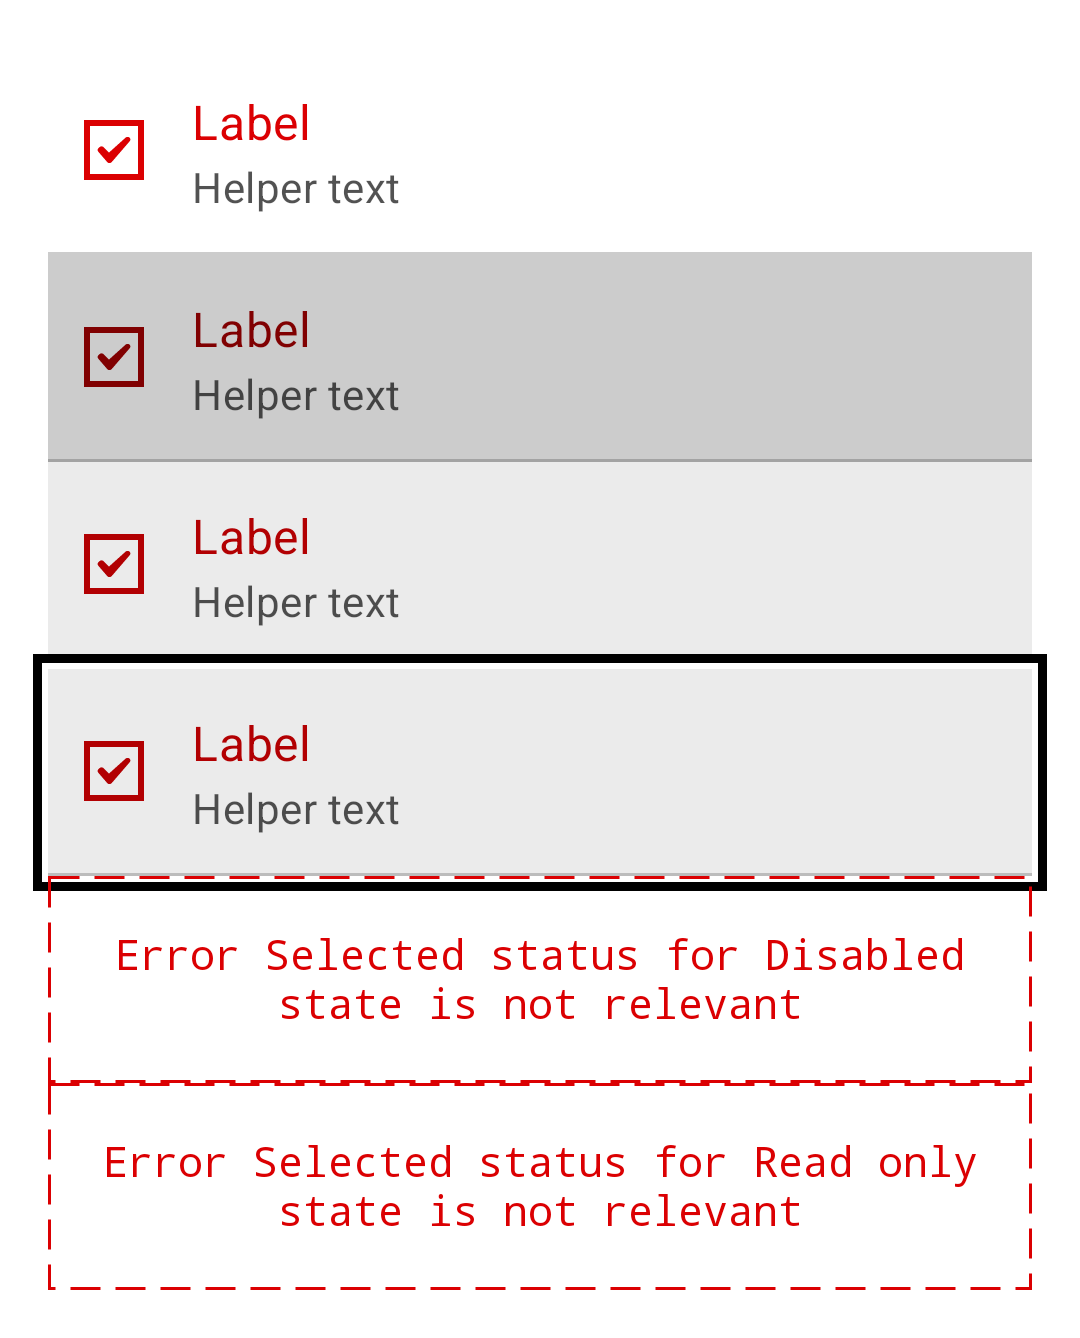 Label
Helper text
Label
Helper text
Label
Helper text
Label
Helper text
Error Selected status for Disabled
state is not relevant
Error Selected status for Read only
state is not relevant